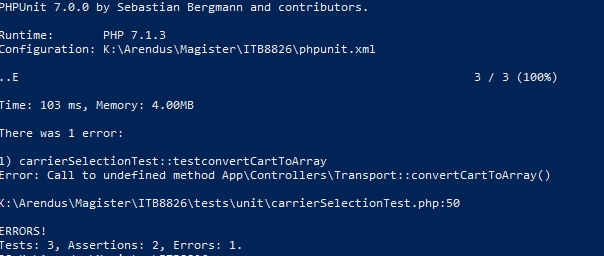 PHPUnit 7.0.0 by Sebastian Bergmann and contributors.
Runtime:       PHP 7.1.3
Configuration: K:\Arendus\Magister\ITB8826\phpunit.xml
..E                                                                 3 / 3 (100%)
Time: 103 ms, Memory: 4.00MB
There was 1 error:
1) carrierSelectionTest::testconvertCartToArray
Error: Call to undefined method App\Controllers\Transport::convertCartToArray()
K:\Arendus\Magister\ITB8826\tests\unit\carrierSelectionTest.php:50
ERRORS!
Tests: 3, Assertions: 2, Errors: 1.